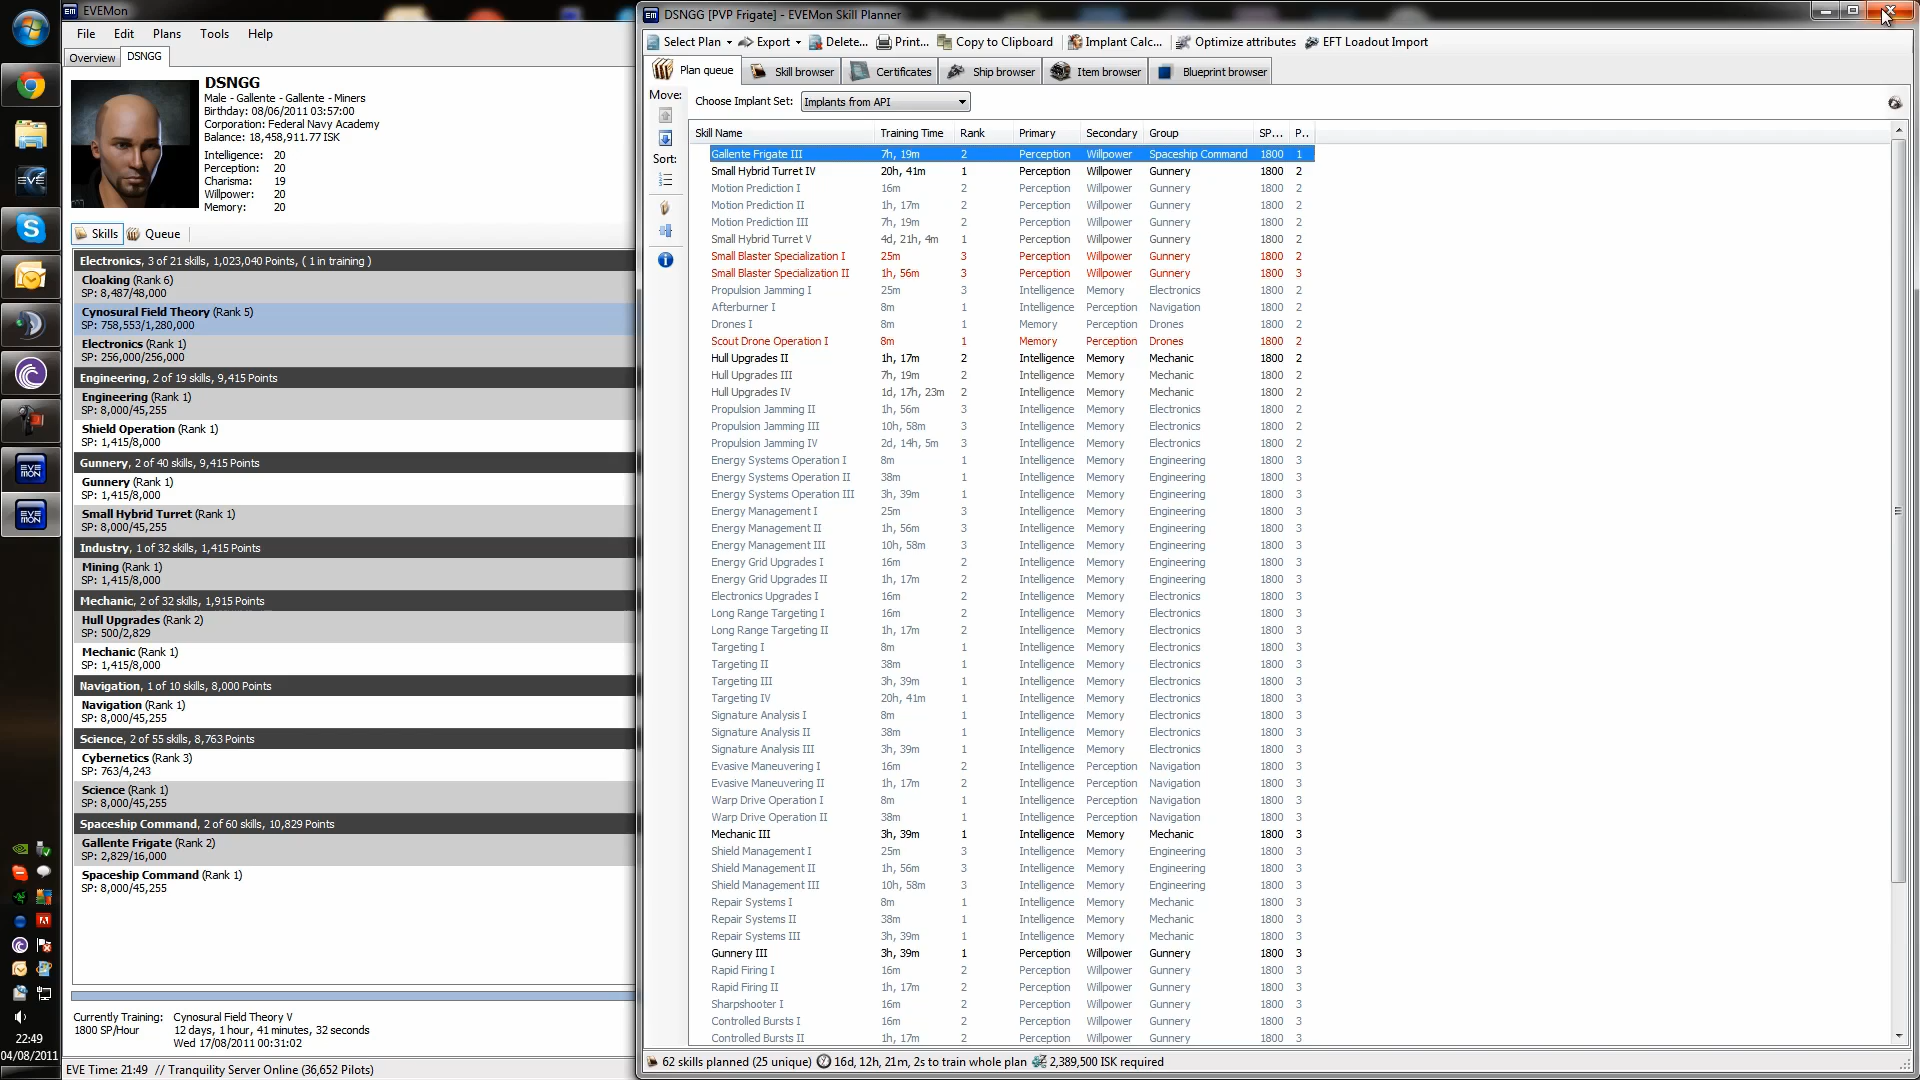 EVEMon
File Edit Plans Tools Help
Overview DSNGG
DSNGG
Male - Gallente - Gallente - Miners
Birthday: 08/06/2011 03:57:00
Corporation: Federal Navy Academy
Balance: 18,458,911.77 ISK
Intelligence: 20
Perception: 20
Charisma: 19
Willpower: 20
Memory: 20
Skills Queue
Electronics, 3 of 21 skills, 1,023,040 Points, ( 1 in training )
Cloaking (Rank 6)
SP: 8,487/48,000
Cynosural Field Theory (Rank 5)
SP: 758,553/1,280,000
Electronics (Rank 1)
SP: 256,000/256,000
Engineering, 2 of 19 skills, 9,415 Points
Engineering (Rank 1)
SP: 8,000/45,255
Shield Operation (Rank 1)
SP: 1,415/8,000
Gunnery, 2 of 40 skills, 9,415 Points
Gunnery (Rank 1)
SP: 1,415/8,000
Small Hybrid Turret (Rank 1)
SP: 8,000/45,255
Industry, 1 of 32 skills, 1,415 Points
Mining (Rank 1)
SP: 1,415/8,000
Mechanic, 2 of 32 skills, 1,915 Points
Hull Upgrades (Rank 2)
SP: 500/2,829
Mechanic (Rank 1)
SP: 1,415/8,000
Navigation, 1 of 10 skills, 8,000 Points
Navigation (Rank 1)
SP: 8,000/45,255
Science, 2 of 55 skills, 8,763 Points
Cybernetics (Rank 3)
SP: 763/4,243
Science (Rank 1)
SP: 8,000/45,255
Spaceship Command, 2 of 60 skills, 10,829 Points
Gallente Frigate (Rank 2)
SP: 2,829/16,000
Spaceship Command (Rank 1)
SP: 8,000/45,255
Currently Training: Cynosural Field Theory V
1800 SP/Hour 12 days, 1 hour, 41 minutes, 32 seconds
Wed 17/08/2011 00:31:02
EVE Time: 21:49 // Tranquility Server Online (36,652 Pilots)
22:49
04/08/2011
DSNGG [PVP Frigate] - EVEMon Skill Planner
Select Plan Export Delete... Print... Copy to Clipboard Implant Calc... Optimize attributes EFT Loadout Import
Plan queue Skill browser Certificates Ship browser Item browser Blueprint browser
Move:
Sort:
Choose Implant Set: Implants from API
Skill Name Training Time Rank Primary Secondary Group SP... P..
Gallente Frigate III 7h, 19m 2 Perception Willpower Spaceship Command 1800 1
Small Hybrid Turret IV 20h, 41m 1 Perception Willpower Gunnery 1800 2
Motion Prediction I 16m 2 Perception Willpower Gunnery 1800 2
Motion Prediction II 1h, 17m 2 Perception Willpower Gunnery 1800 2
Motion Prediction III 7h, 19m 2 Perception Willpower Gunnery 1800 2
Small Hybrid Turret V 4d, 21h, 4m 1 Perception Willpower Gunnery 1800 2
Small Blaster Specialization I 25m 3 Perception Willpower Gunnery 1800 2
Small Blaster Specialization II 1h, 56m 3 Perception Willpower Gunnery 1800 3
Propulsion Jamming I 25m 3 Intelligence Memory Electronics 1800 2
Afterburner I 8m 1 Intelligence Perception Navigation 1800 2
Drones I 8m 1 Memory Perception Drones 1800 2
Scout Drone Operation I 8m 1 Memory Perception Drones 1800 2
Hull Upgrades II 1h, 17m 2 Intelligence Memory Mechanic 1800 2
Hull Upgrades III 7h, 19m 2 Intelligence Memory Mechanic 1800 2
Hull Upgrades IV 1d, 17h, 23m 2 Intelligence Memory Mechanic 1800 2
Propulsion Jamming II 1h, 56m 3 Intelligence Memory Electronics 1800 2
Propulsion Jamming III 10h, 58m 3 Intelligence Memory Electronics 1800 2
Propulsion Jamming IV 2d, 14h, 5m 3 Intelligence Memory Electronics 1800 2
Energy Systems Operation I 8m 1 Intelligence Memory Engineering 1800 3
Energy Systems Operation II 38m 1 Intelligence Memory Engineering 1800 3
Energy Systems Operation III 3h, 39m 1 Intelligence Memory Engineering 1800 3
Energy Management I 25m 3 Intelligence Memory Engineering 1800 3
Energy Management II 1h, 56m 3 Intelligence Memory Engineering 1800 3
Energy Management III 10h, 58m 3 Intelligence Memory Engineering 1800 3
Energy Grid Upgrades I 16m 2 Intelligence Memory Engineering 1800 3
Energy Grid Upgrades II 1h, 17m 2 Intelligence Memory Engineering 1800 3
Electronics Upgrades I 16m 2 Intelligence Memory Electronics 1800 3
Long Range Targeting I 16m 2 Intelligence Memory Electronics 1800 3
Long Range Targeting II 1h, 17m 2 Intelligence Memory Electronics 1800 3
Targeting I 8m 1 Intelligence Memory Electronics 1800 3
Targeting II 38m 1 Intelligence Memory Electronics 1800 3
Targeting III 3h, 39m 1 Intelligence Memory Electronics 1800 3
Targeting IV 20h, 41m 1 Intelligence Memory Electronics 1800 3
Signature Analysis I 8m 1 Intelligence Memory Electronics 1800 3
Signature Analysis II 38m 1 Intelligence Memory Electronics 1800 3
Signature Analysis III 3h, 39m 1 Intelligence Memory Electronics 1800 3
Evasive Maneuvering I 16m 2 Intelligence Perception Navigation 1800 3
Evasive Maneuvering II 1h, 17m 2 Intelligence Perception Navigation 1800 3
Warp Drive Operation I 8m 1 Intelligence Perception Navigation 1800 3
Warp Drive Operation II 38m 1 Intelligence Perception Navigation 1800 3
Mechanic III 3h, 39m 1 Intelligence Memory Mechanic 1800 3
Shield Management I 25m 3 Intelligence Memory Engineering 1800 3
Shield Management II 1h, 56m 3 Intelligence Memory Engineering 1800 3
Shield Management III 10h, 58m 3 Intelligence Memory Engineering 1800 3
Repair Systems I 8m 1 Intelligence Memory Mechanic 1800 3
Repair Systems II 38m 1 Intelligence Memory Mechanic 1800 3
Repair Systems III 3h, 39m 1 Intelligence Memory Mechanic 1800 3
Gunnery III 3h, 39m 1 Perception Willpower Gunnery 1800 3
Rapid Firing I 16m 2 Perception Willpower Gunnery 1800 3
Rapid Firing II 1h, 17m 2 Perception Willpower Gunnery 1800 3
Sharpshooter I 16m 2 Perception Willpower Gunnery 1800 3
Controlled Bursts I 16m 2 Perception Willpower Gunnery 1800 3
Controlled Bursts II 1h, 17m 2 Perception Willpower Gunnery 1800 3
62 skills planned (25 unique) 16d, 12h, 21m, 2s to train whole plan 2,389,500 ISK required